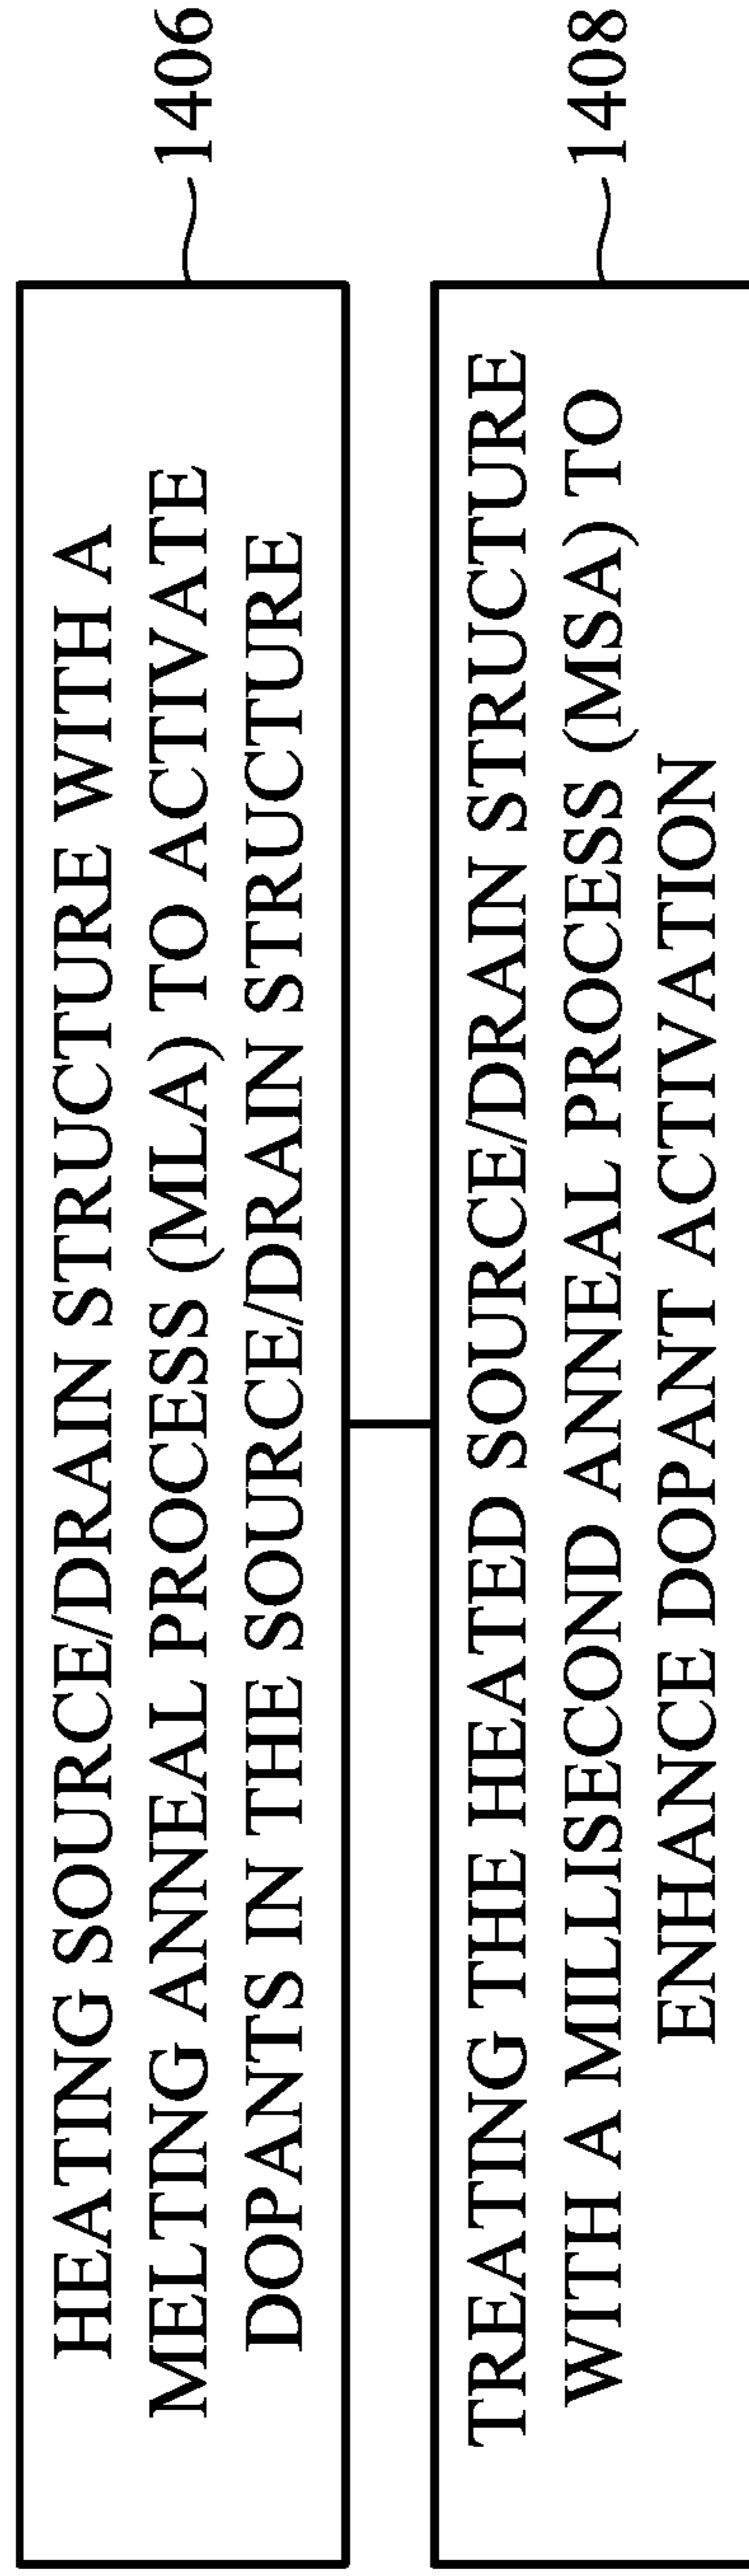 HEATING SOURCE/DRAIN STRUCTURE WITH A
MELTING ANNEAL PROCESS (MLA) TO ACTIVATE
DOPANTS IN THE SOURCE/DRAIN STRUCTURE
1406
TREATING THE HEATED SOURCE/DRAIN STRUCTURE
WITH A MILLISECOND ANNEAL PROCESS (MSA) TO
ENHANCE DOPANT ACTIVATION
1408